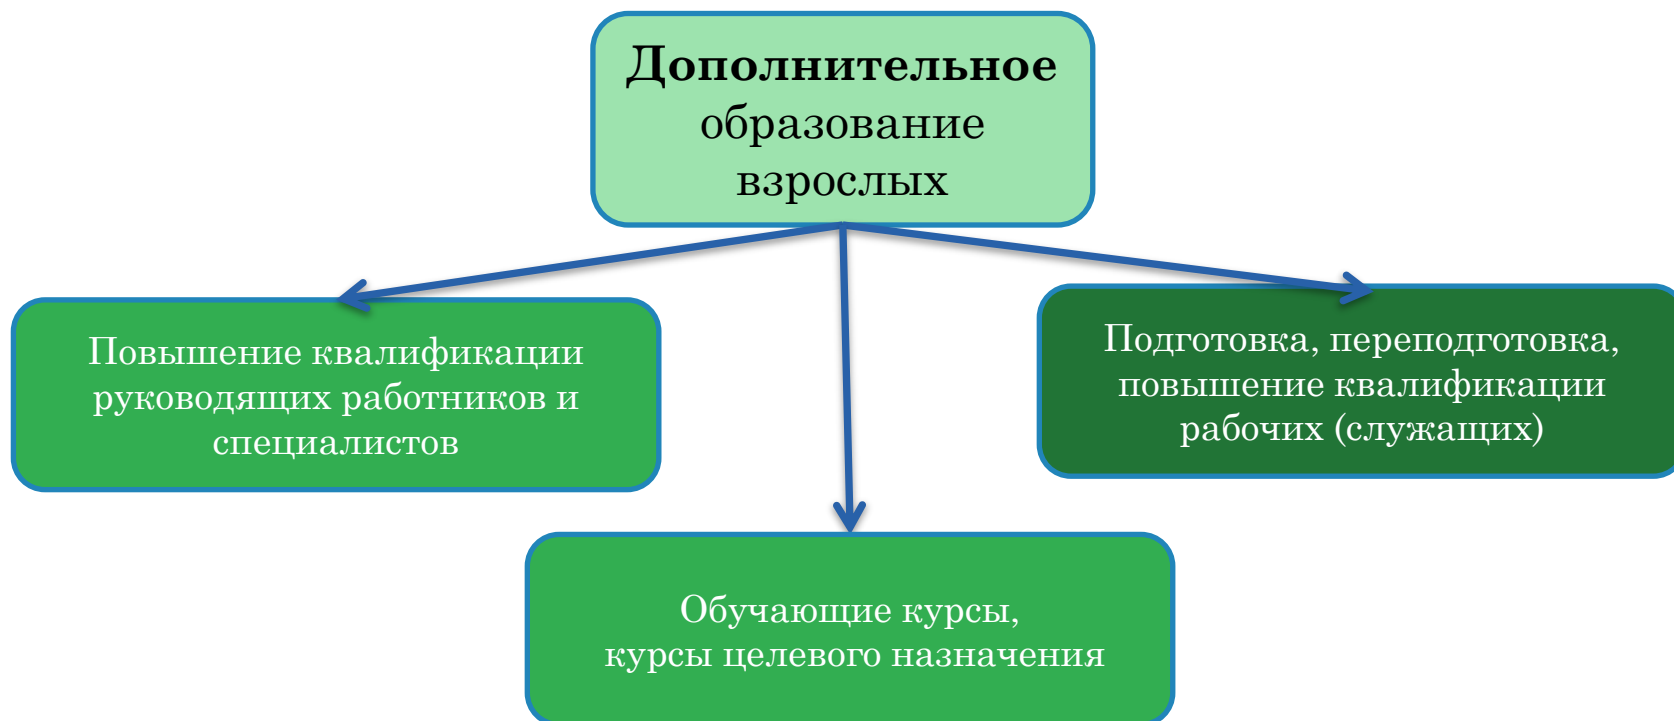 Дополнительное
образование
взрослых
Повышение квалификации
руководящих работников и
специалистов
Подготовка, переподготовка,
повышение квалификации
рабочих (служащих)
Обучающие курсы,
курсы целевого назначения